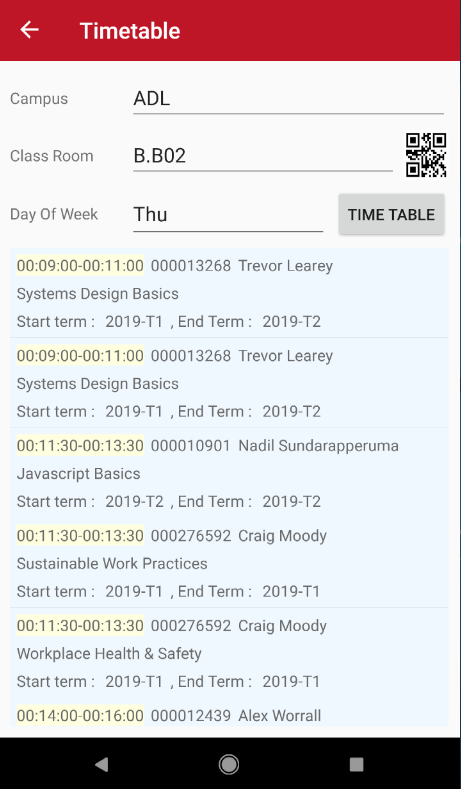 Timetable
Campus ADL
Class Room B.B02
Day Of Week Thu TIME TABLE
00:09:00-00:11:00 000013268 Trevor Learey
Systems Design Basics
Start term : 2019-T1 , End Term : 2019-T2
00:09:00-00:11:00 000013268 Trevor Learey
Systems Design Basics
Start term : 2019-T1 , End Term : 2019-T2
00:11:30-00:13:30 000010901 Nadil Sundarapperuma
Javascript Basics
Start term : 2019-T2 , End Term : 2019-T2
00:11:30-00:13:30 000276592 Craig Moody
Sustainable Work Practices
Start term : 2019-T1 , End Term : 2019-T1
00:11:30-00:13:30 000276592 Craig Moody
Workplace Health & Safety
Start term : 2019-T1 , End Term : 2019-T1
00:14:00-00:16:00 000012439 Alex Worrall